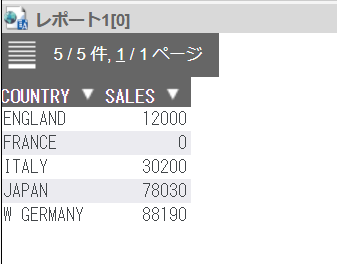 レポート1[0]
5 / 5 件, 1 / 1 ページ
COUNTRY ▼ SALES ▼
ENGLAND 12000
FRANCE 0
ITALY 30200
JAPAN 78030
W GERMANY 88190